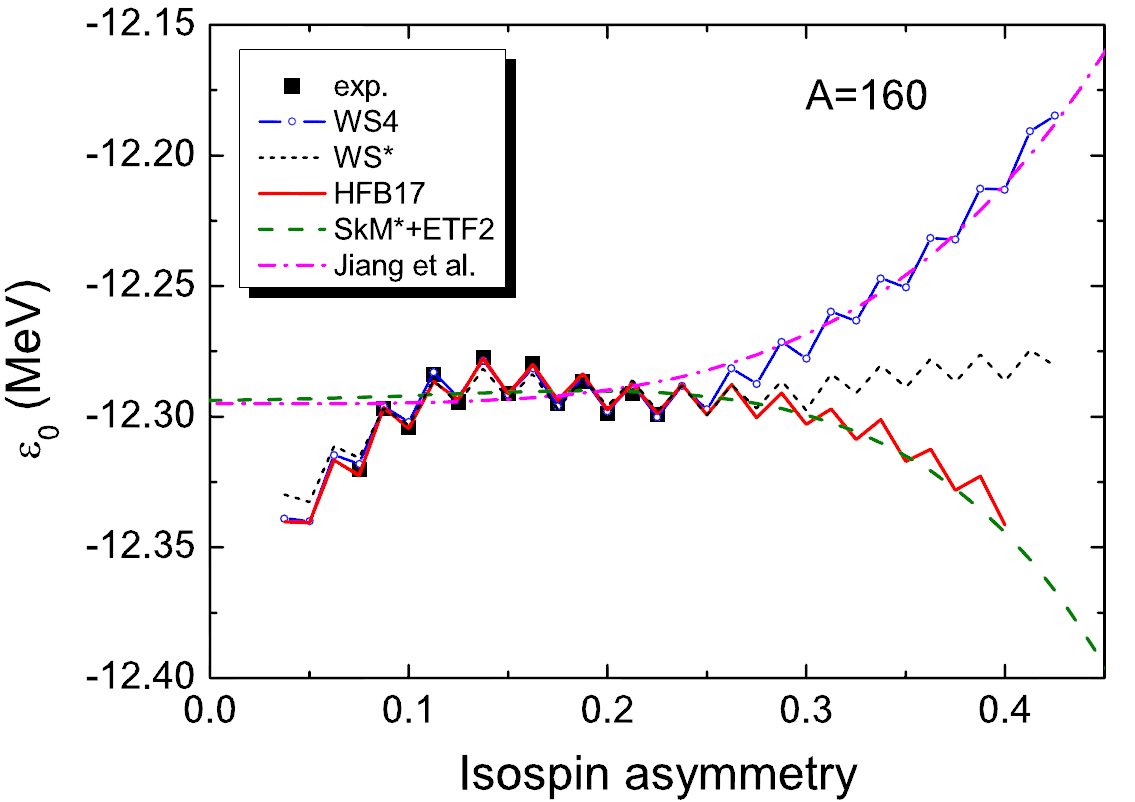 -12.15
-12.20
-12.25
-12.30
-12.35
-12.40
ε0 (MeV)
exp.
WS4
WS*
HFB17
SkM*+ETF2
Jiang et al.
A=160
0.0 0.1 0.2 0.3 0.4
Isospin asymmetry